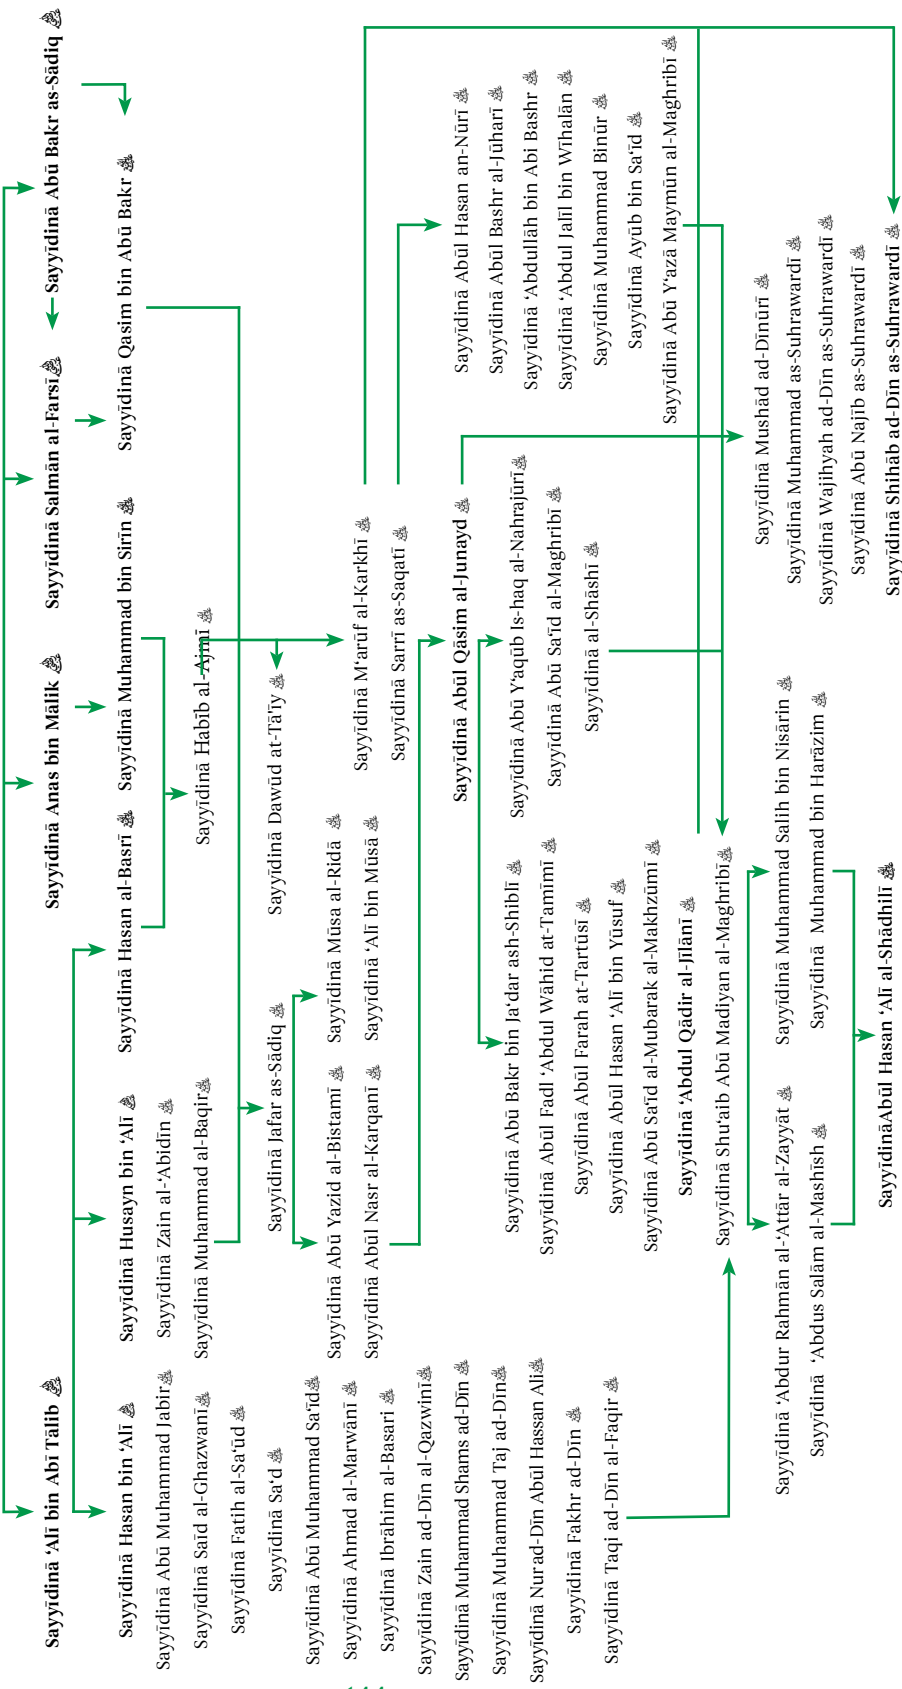 Sayyīdinā ‘Alī bin Abī Tālib
Sayyīdinā Anas bin Mālik
Sayyīdinā Salmān al-Farsī
Sayyīdinā Abū Bakr as-Sādiq
Sayyīdinā Hasan bin ‘Alī
Sayyīdinā Abū Muhammad Jabir
Sayyīdinā Saīd al-Ghazwanī
Sayyīdinā Fatih al-Sa‘ūd
Sayyīdinā Sa‘d
Sayyīdinā Abū Muhammad Sa‘īd
Sayyīdinā Ahmad al-Marwānī
Sayyīdinā Ibrāhim al-Basari
Sayyīdinā Zain ad-Dīn al-Qazwinī
Sayyīdinā Muhammad Shams ad-Dīn
Sayyīdinā Muhammad Taj ad-Dīn
Sayyīdinā Nur ad-Dīn Abūl Hassan Ali
Sayyīdinā Fakhr ad-Dīn
Sayyīdinā Taqi ad-Dīn al-Faqir
Sayyīdinā Husayn bin ‘Alī
Sayyīdinā Zain al-‘Abidīn
Sayyīdinā Muhammad al-Baqir
Sayyīdinā Hasan al-Basrī
Sayyīdinā Muhammad bin Sirīn
Sayyīdinā Qasim bin Abū Bakr
Sayyīdinā Habīb al-Ajmī
Sayyīdinā Jafar as-Sādiq
Sayyīdinā Dawūd at-Tā'iy
Sayyīdinā Abū Yazid al-Bistamī
Sayyīdinā Abūl Nasr al-Karqanī
Sayyīdinā Mūsa al-Ridā
Sayyīdinā ‘Alī bin Mūsā
Sayyīdinā M‘arūf al-Karkhī
Sayyīdinā Sarrī as-Saqatī
Sayyīdinā Abūl Qāsim al-Junayd
Sayyīdinā Abūl Hasan an-Nūrī
Sayyīdinā Abūl Bashr al-Jūharī
Sayyīdinā ‘Abdullāh bin Abi Bashr
Sayyīdinā ‘Abdul Jalīl bin Wīhalān
Sayyīdinā Muhammad Binūr
Sayyīdinā Ayūb bin Sa‘īd
Sayyīdinā Abū Y‘azā Maymūn al-Maghribī
Sayyīdinā Abū Bakr bin Ja‘dar ash-Shiblī
Sayyīdinā Abūl Fadl ‘Abdul Wāhid at-Tamīmī
Sayyīdinā Abūl Farah at-Tartūsī
Sayyīdinā Abūl Hasan ‘Alī bin Yūsuf
Sayyīdinā Abū Sa‘īd al-Mubarak al-Makhzūmī
Sayyīdinā ‘Abdul Qādir al-Jīlānī
Sayyīdinā Abū Y‘aqūb Is-haq al-Nahrajūrī
Sayyīdinā Abū Sa‘īd al-Maghribī
Sayyīdinā al-Shāshī
Sayyīdinā Shu‘aib Abū Madiyan al-Maghribī
Sayyīdinā Mushād ad-Dīnūrī
Sayyīdinā Muhammad as-Suhrawardī
Sayyīdinā Wajihyah ad-Dīn as-Suhrawardī
Sayyīdinā Abū Najīb as-Suhrawardī
Sayyīdinā Shihāb ad-Dīn as-Suhrawardī
Sayyīdinā ‘Abdur Rahmān al-‘Attār al-Zayyāt
Sayyīdinā ‘Abdus Salām al-Mashīsh
Sayyīdinā Muhammad Salih bin Nisārin
Sayyīdinā Muhammad bin Harāzim
SayyīdināAbūl Hasan ‘Alī al-Shādhilī